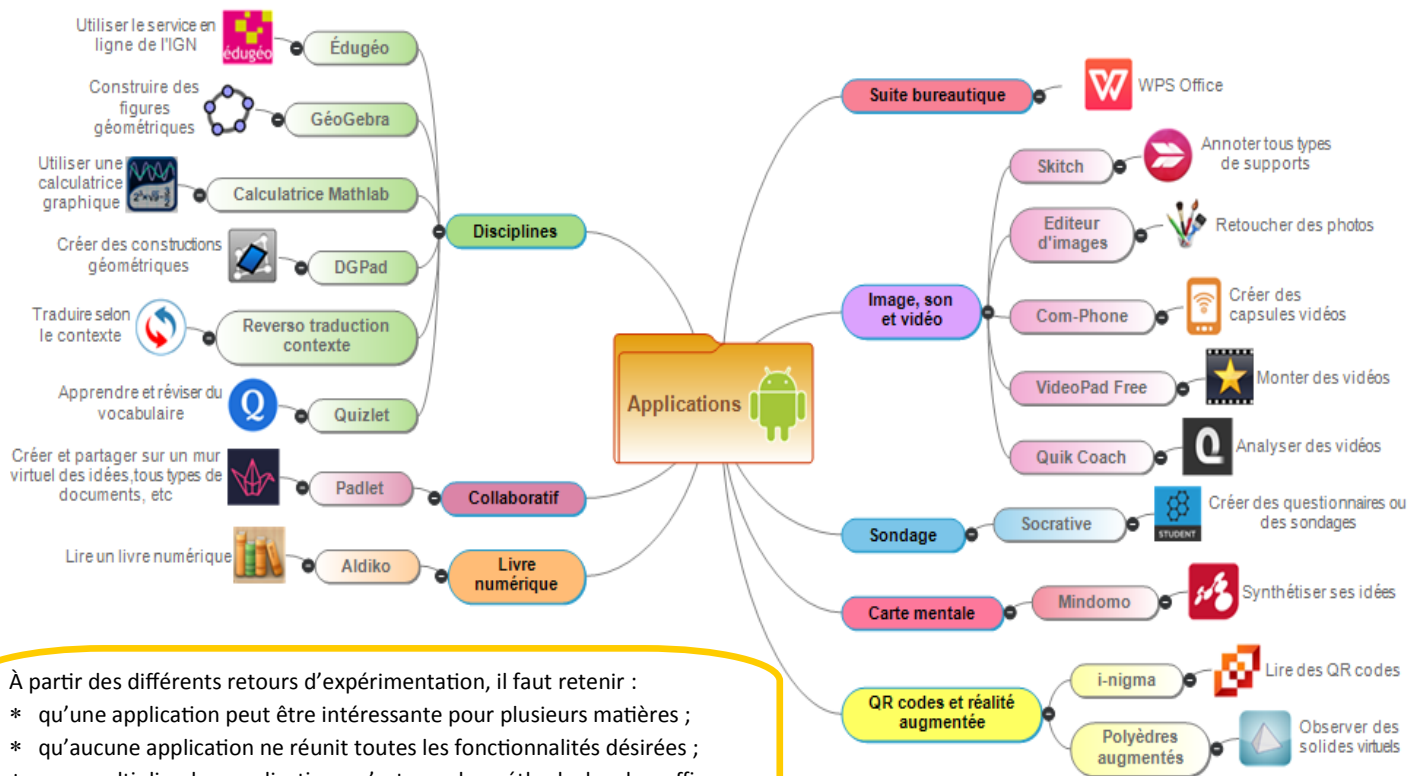 Utiliser le service en
ligne de l'IGN
édugéo
Édugéo
Construire des
figures
géométriques
GéoGebra
Utiliser une
calculatrice
graphique
Calculatrice Mathlab
Créer des constructions
géométriques
DGPad
Traduire selon
le contexte
Reverso traduction
contexte
Apprendre et réviser du
vocabulaire
Q
Quizlet
Disciplines
Créer et partager sur un mur
virtuel des idées,tous types de
documents, etc
Padlet
Collaboratif
Lire un livre numérique
Aldiko
Livre
numérique
Applications
Suite bureautique
W
WPS Office
Image, son
et vidéo
Skitch
Annoter tous types
de supports
Editeur
d'images
Retoucher des photos
Com-Phone
Créer des
capsules vidéos
VideoPad Free
Monter des vidéos
Quik Coach
Analyser des vidéos
Sondage
Socrative
STUDENT
Créer des questionnaires ou
des sondages
Carte mentale
Mindomo
Synthétiser ses idées
QR codes et réalité
augmentée
i-nigma
Lire des QR codes
Polyèdres
augmentés
Observer des
solides virtuels
À partir des différents retours d’expérimentation, il faut retenir :
* qu’une application peut être intéressante pour plusieurs matières ;
* qu’aucune application ne réunit toutes les fonctionnalités désirées ;